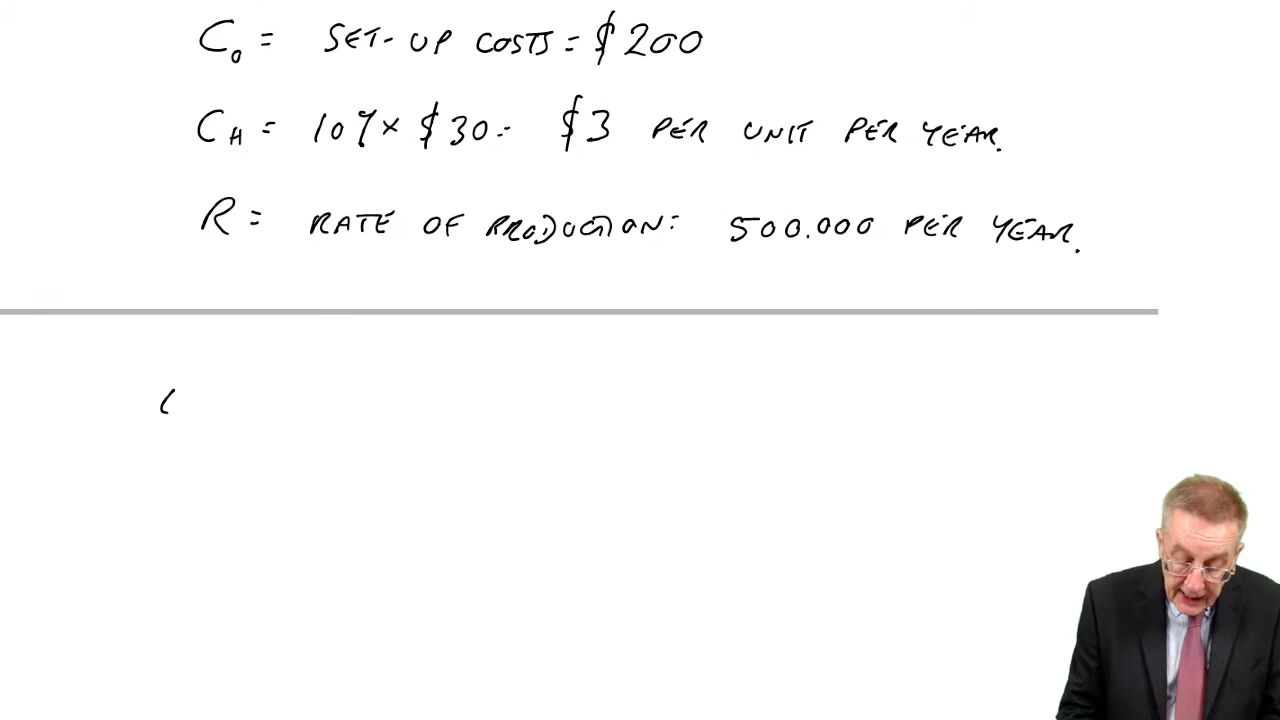 C₀ = SET-UP COSTS = $200
C_H = 10% × $30 = $3 PER UNIT PER YEAR.
R = RATE OF PRODUCTION: 500.000 PER YEAR.
(